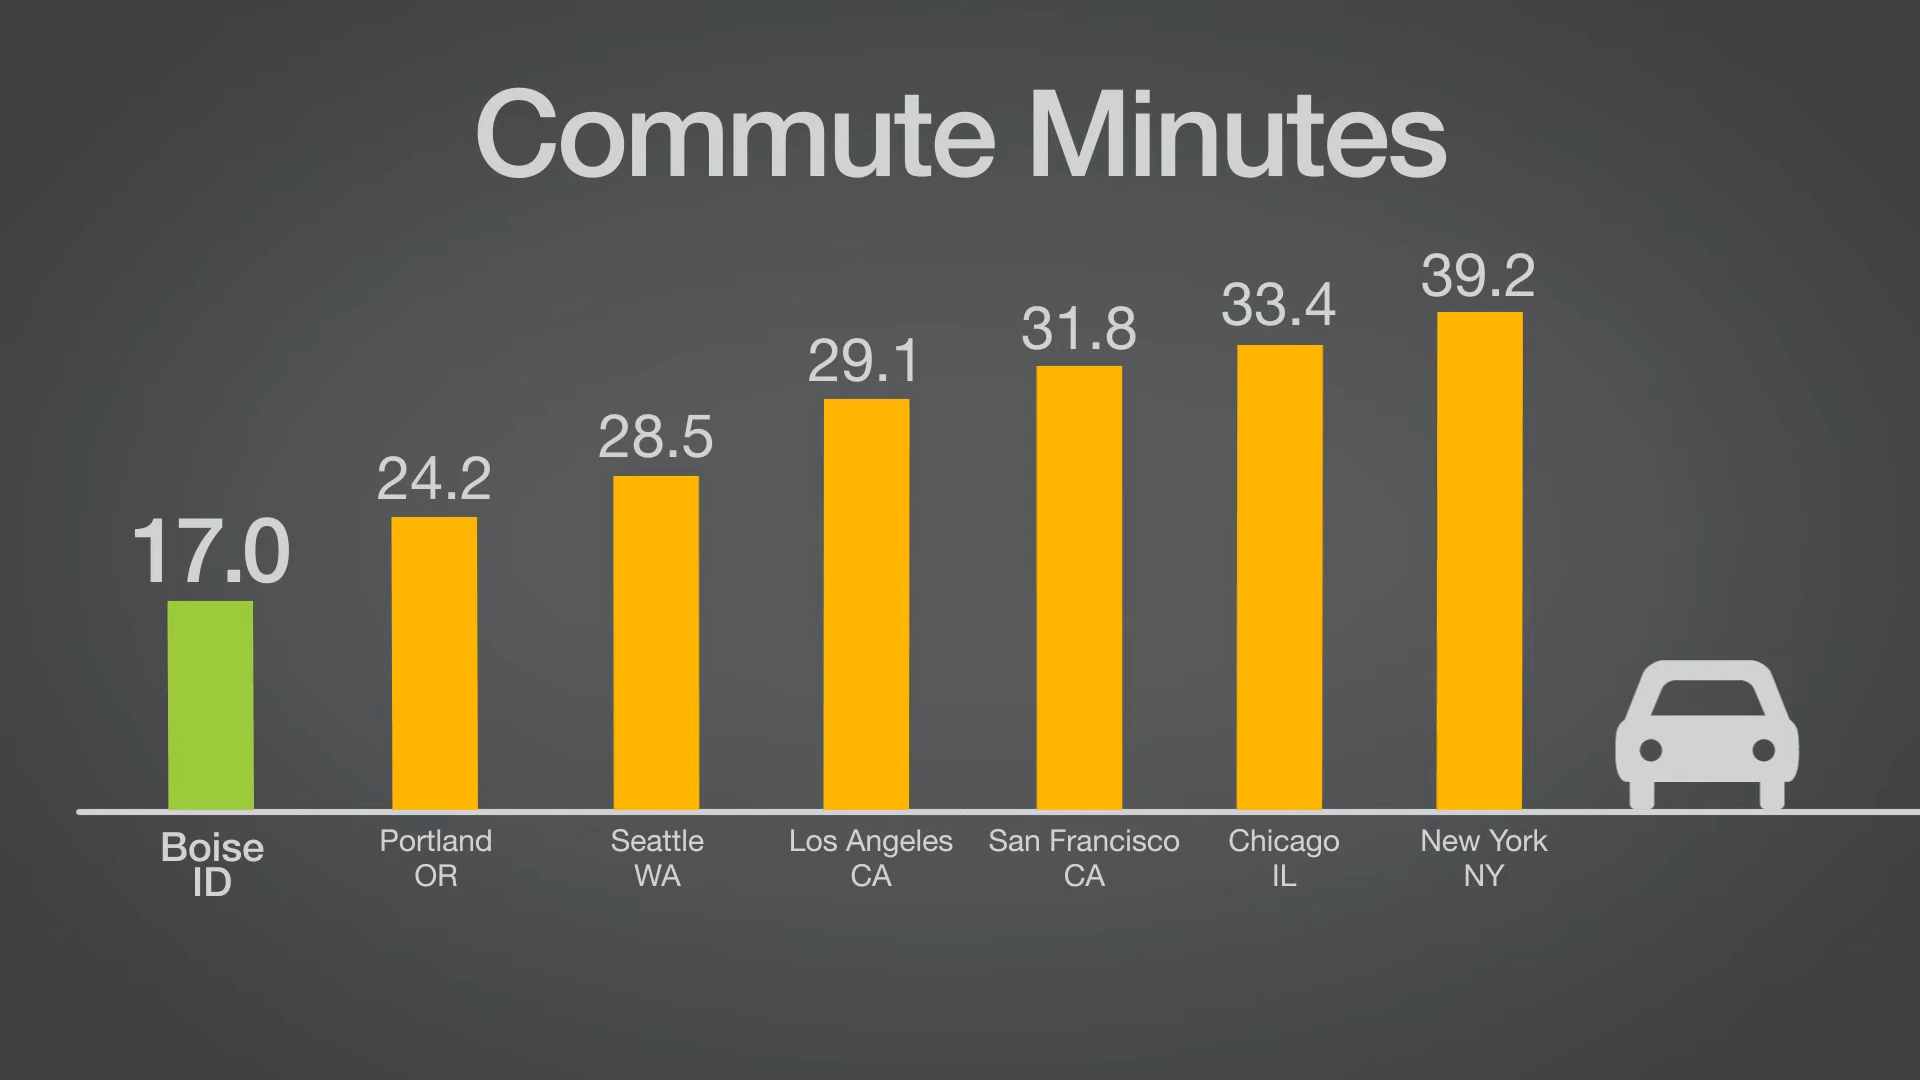 Commute Minutes
17.0
24.2
28.5
29.1
31.8
33.4
39.2
Boise
ID
Portland
OR
Seattle
WA
Los Angeles
CA
San Francisco
CA
Chicago
IL
New York
NY